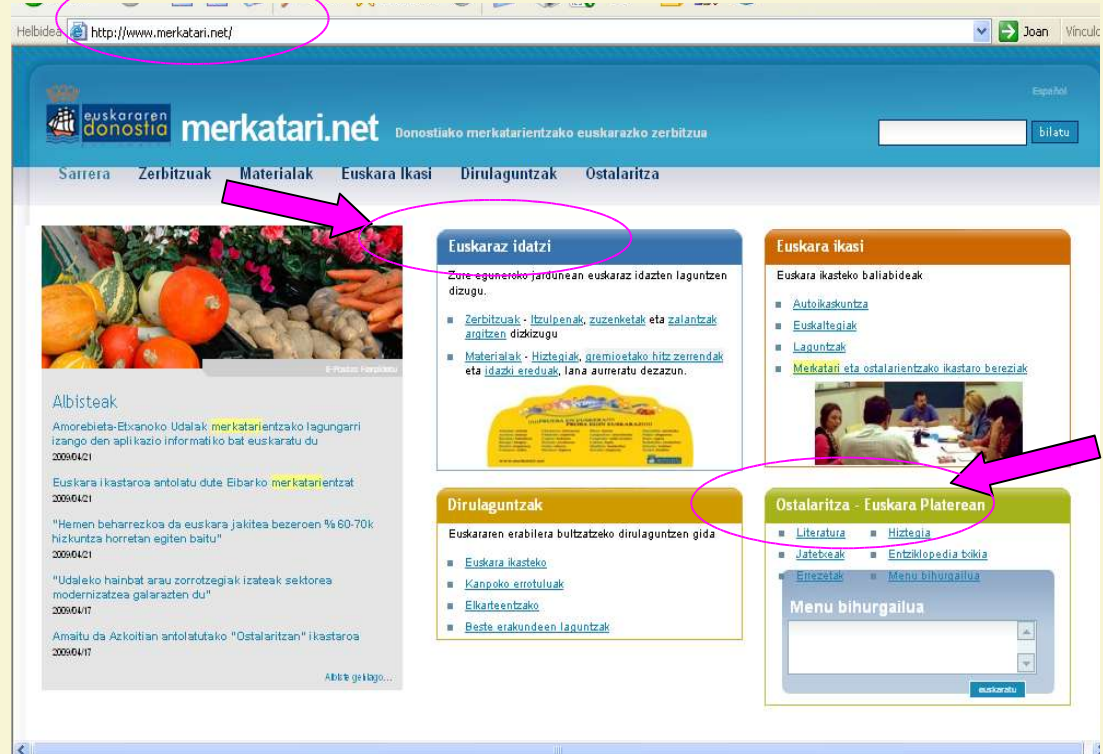 Helbidea http://www.merkatari.net/ Joan Vínculo
Español
euskararen
donostia
merkatari.net Donostiako merkatarientzako euskarazko zerbitzua
bilatu
Sarrera Zerbitzuak Materialak Euskara Ikasi Dirulaguntzak Ostalaritza
E-Postaz Harpidetu
Albisteak
Amorebieta-Etxanoko Udalak merkatarientzako lagungarri
izango den aplikazio informatiko bat euskaratu du
2009/04/21
Euskara ikastaroa antolatu dute Eibarko merkatarientzat
2009/04/21
"Hemen beharrezkoa da euskara jakitea bezeroen % 60-70k
hizkuntza horretan egiten baitu"
2009/04/21
"Udaleko hainbat arau zorrotzegiak izateak sektorea
modernizatzea galarazten du"
2009/04/17
Amaitu da Azkoitian antolatutako "Ostalaritzan" ikastaroa
2009/04/17
Albiste gehiago...
Euskaraz idatzi
Zure eguneroko jardunean euskaraz idazten laguntzen
dizugu.
Zerbitzuak - Itzulpenak, zuzenketak eta zalantzak
argitzen dizkizugu
Materialak - Hiztegiak, gremioetako hitz zerrendak
eta idazki ereduak, lana aurreratu dezazun.
www.merkatari.net
Euskara ikasi
Euskara ikasteko baliabideak
Autoikaskuntza
Euskaltegiak
Laguntzak
Merkatari eta ostalarientzako ikastaro bereziak
Dirulaguntzak
Euskararen erabilera bultzatzeko dirulaguntzen gida
Euskara ikasteko
Kanpoko errotuluak
Elkarteentzako
Beste erakundeen laguntzak
Ostalaritza - Euskara Platerean
Literatura Hiztegia
Jatetxeak Entziklopedia txikia
Errezetak Menu bihurgailua
Menu bihurgailua
euskaratu